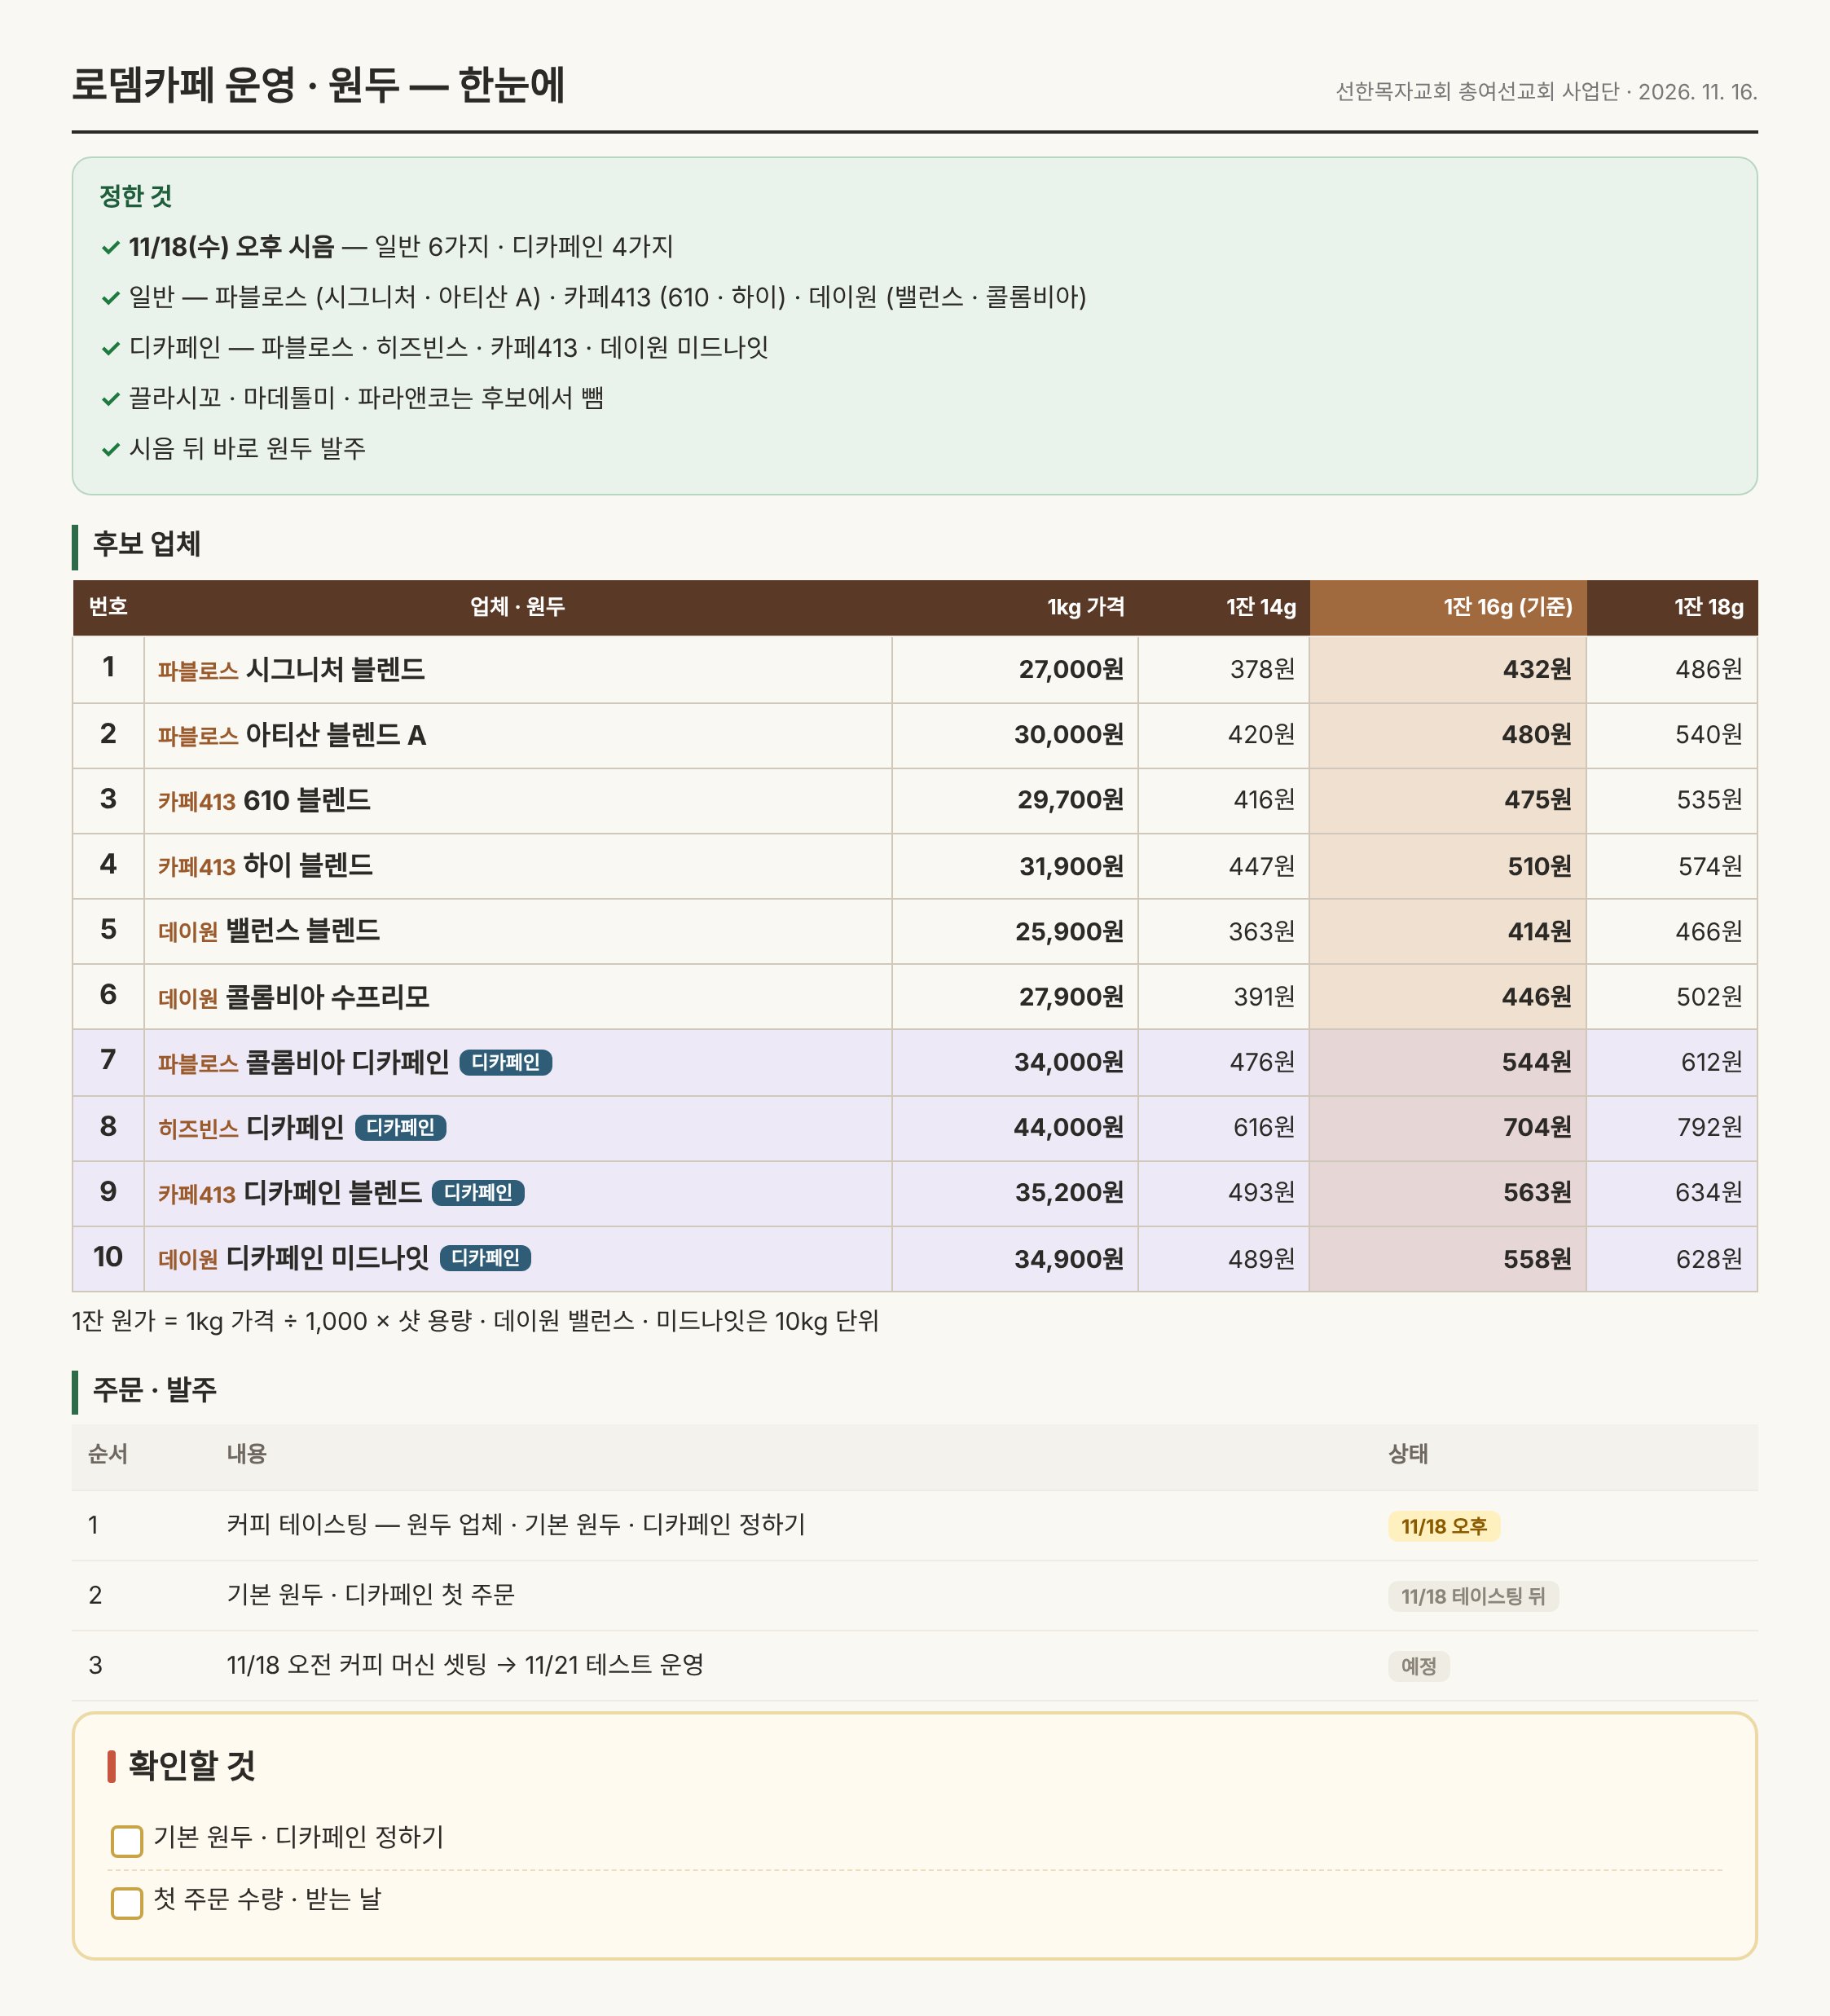 로뎀카페 운영 · 원두 — 한눈에
선한목자교회 총여선교회 사업단 · 2026. 11. 16.
정한 것
✓ 11/18(수) 오후 시음 — 일반 6가지 · 디카페인 4가지
✓ 일반 — 파블로스 (시그니처 · 아티산 A) · 카페413 (610 · 하이) · 데이원 (밸런스 · 콜롬비아)
✓ 디카페인 — 파블로스 · 히즈빈스 · 카페413 · 데이원 미드나잇
✓ 끌라시꼬 · 마데톨미 · 파라앤코는 후보에서 뺌
✓ 시음 뒤 바로 원두 발주
후보 업체
번호 업체 · 원두 1kg 가격 1잔 14g 1잔 16g (기준) 1잔 18g
1 파블로스 시그니처 블렌드 27,000원 378원 432원 486원
2 파블로스 아티산 블렌드 A 30,000원 420원 480원 540원
3 카페413 610 블렌드 29,700원 416원 475원 535원
4 카페413 하이 블렌드 31,900원 447원 510원 574원
5 데이원 밸런스 블렌드 25,900원 363원 414원 466원
6 데이원 콜롬비아 수프리모 27,900원 391원 446원 502원
7 파블로스 콜롬비아 디카페인 디카페인 34,000원 476원 544원 612원
8 히즈빈스 디카페인 디카페인 44,000원 616원 704원 792원
9 카페413 디카페인 블렌드 디카페인 35,200원 493원 563원 634원
10 데이원 디카페인 미드나잇 디카페인 34,900원 489원 558원 628원
1잔 원가 = 1kg 가격 ÷ 1,000 × 샷 용량 · 데이원 밸런스 · 미드나잇은 10kg 단위
주문 · 발주
순서 내용 상태
1 커피 테이스팅 — 원두 업체 · 기본 원두 · 디카페인 정하기 11/18 오후
2 기본 원두 · 디카페인 첫 주문 11/18 테이스팅 뒤
3 11/18 오전 커피 머신 셋팅 → 11/21 테스트 운영 예정
확인할 것
기본 원두 · 디카페인 정하기
첫 주문 수량 · 받는 날